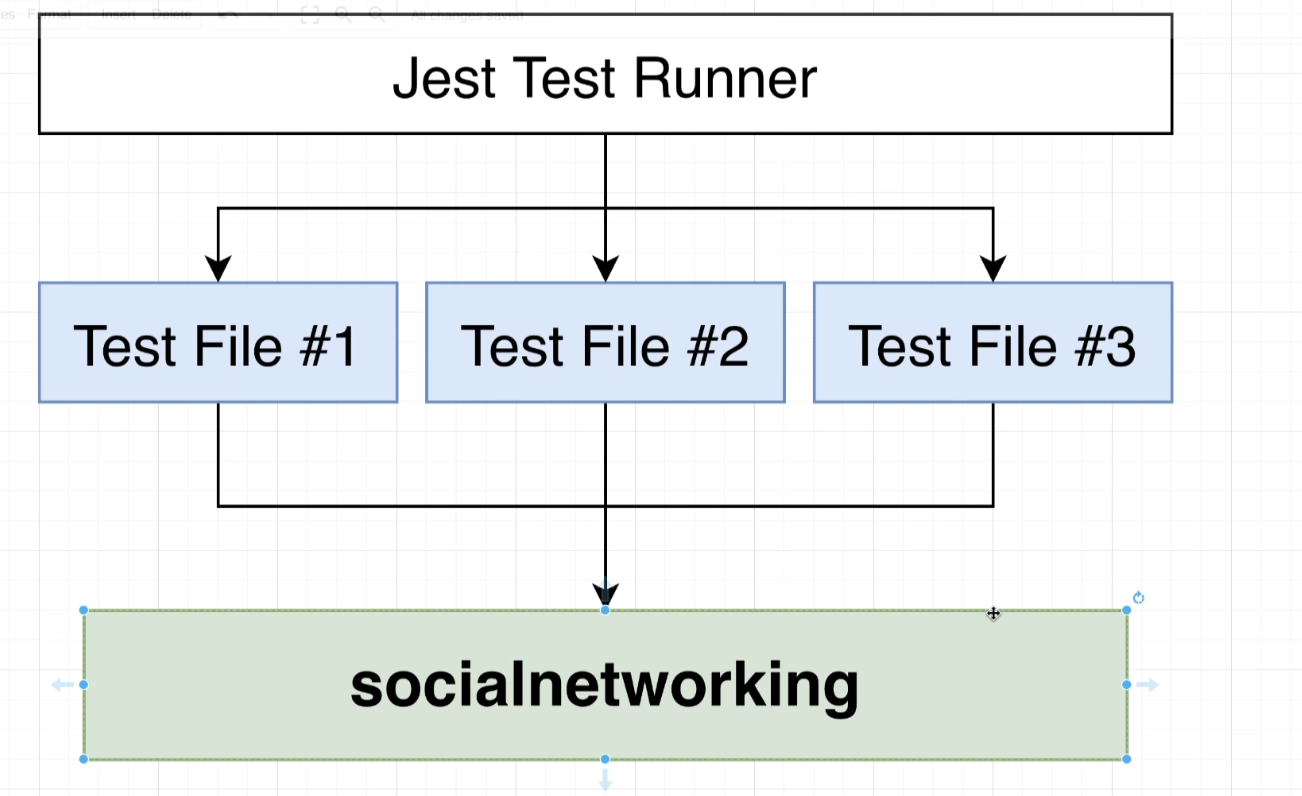 es Format Insert Delete All changes saved
Jest Test Runner
Test File #1 Test File #2 Test File #3
socialnetworking